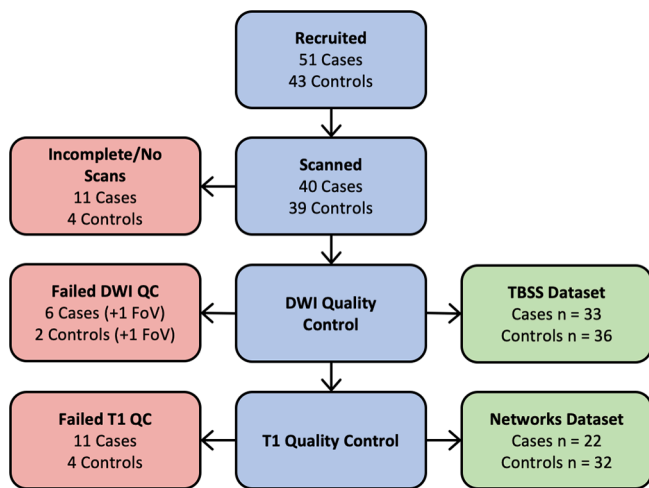 Recruited
51 Cases
43 Controls
Incomplete/No
Scans
11 Cases
4 Controls
Scanned
40 Cases
39 Controls
Failed DWI QC
6 Cases (+1 FoV)
2 Controls (+1 FoV)
DWI Quality
Control
TBSS Dataset
Cases n = 33
Controls n = 36
Failed T1 QC
11 Cases
4 Controls
T1 Quality Control
Networks Dataset
Cases n = 22
Controls n = 32